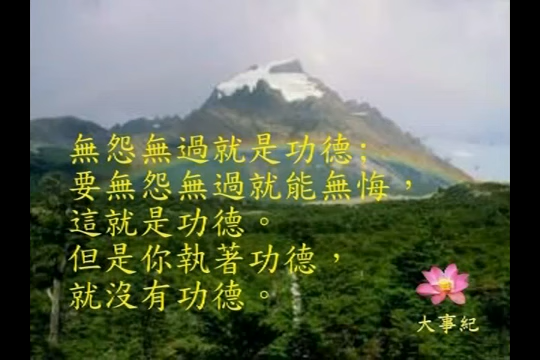 無怨無過就是功德;
要無怨無過就能無悔，
這就是功德。
但是你執著功德，
就沒有功德。
大事紀